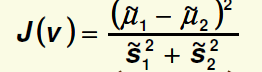 J(v) = (μ̃₁ − μ̃₂)² / (s̃₁² + s̃₂²)